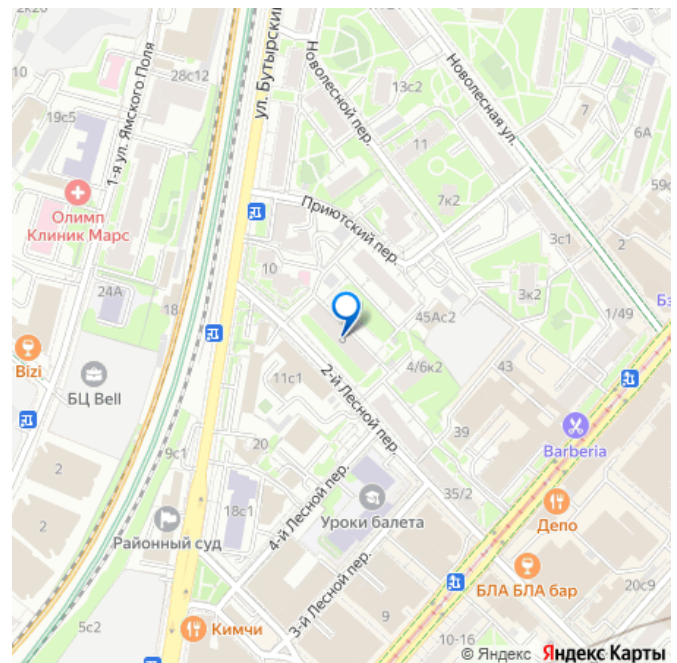 10
28с12
19с5
1-я ул. Ямского Поля
ул. Бутырский
Новолесной пер.
13с2
Новолесная ул.
7
6А
11
7к2
59с
Олимп
Клиник Марс
Приютский пер.
3с1
2
10
24А
18
3к2
1/49
45Ас2
Bizi
БЦ Bell
5
4/6к2
43
11с1
2-й Лесной пер.
39
Barberia
20
9с1
2
35/2
18с1
4-й Лесной пер.
Уроки балета
2
Районный суд
Депо
3-й Лесной пер.
БЛА БЛА бар
20с9
9
5с2
Кимчи
10-16
© Яндекс Яндекс Карты